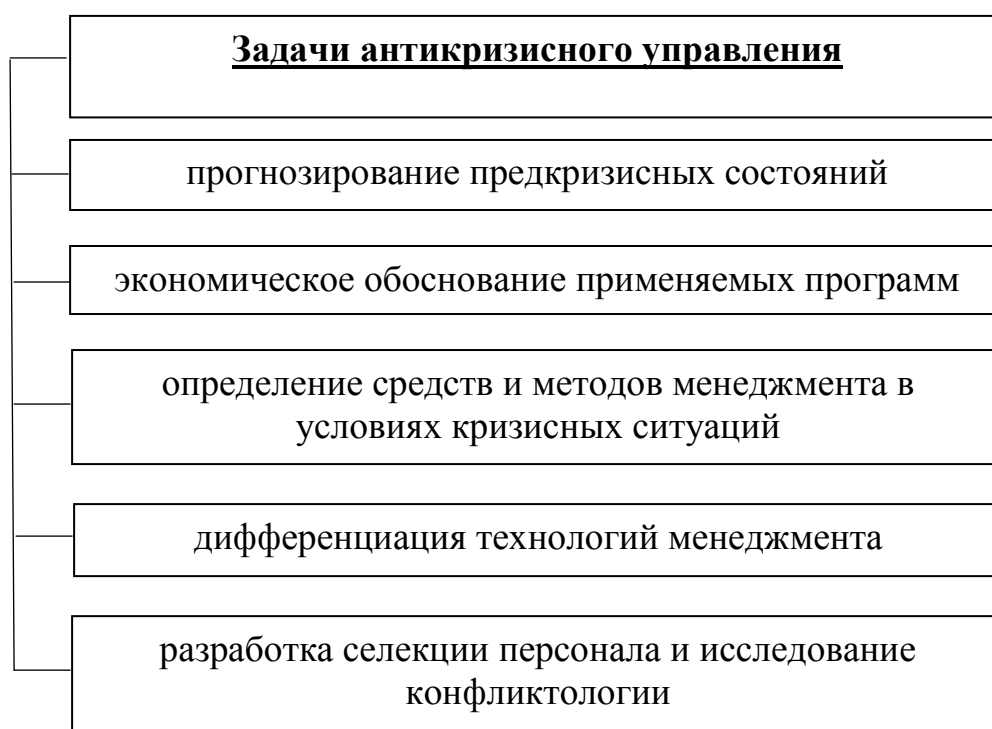 Задачи антикризисного управления
прогнозирование предкризисных состояний
экономическое обоснование применяемых программ
определение средств и методов менеджмента в
условиях кризисных ситуаций
дифференциация технологий менеджмента
разработка селекции персонала и исследование
конфликтологии